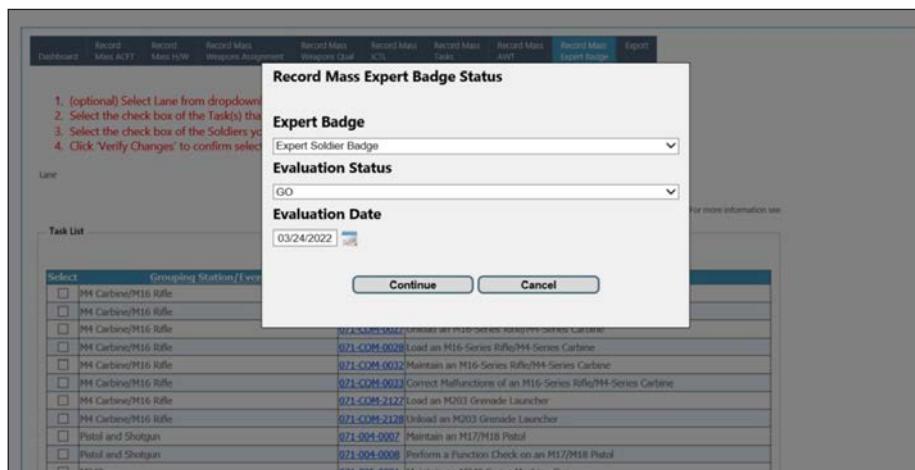 Dashboard
Record Mass ACFT
Record Mass H/W
Record Mass Weapons Assignment
Record Mass Weapons Qual
Record Mass ICTL
Record Mass Tasks
Record Mass AWT
Record Mass Expert Badge
Export
Record Mass Expert Badge Status
Expert Badge
Expert Soldier Badge
Evaluation Status
GO
Evaluation Date
03/24/2022
Continue
Cancel
1. (optional) Select Lane from dropdown
2. Select the check box of the Task(s) tha
3. Select the check box of the Soldiers yo
4. Click 'Verify Changes' to confirm selec
Lane
For more information see
Task List
Select Grouping Station/Even
M4 Carbine/M16 Rifle
M4 Carbine/M16 Rifle
M4 Carbine/M16 Rifle 071-COM-0027 Unload an M16-Series Rifle/M4-Series Carbine
M4 Carbine/M16 Rifle 071-COM-0028 Load an M16-Series Rifle/M4-Series Carbine
M4 Carbine/M16 Rifle 071-COM-0032 Maintain an M16-Series Rifle/M4-Series Carbine
M4 Carbine/M16 Rifle 071-COM-0033 Correct Malfunctions of an M16-Series Rifle/M4-Series Carbine
M4 Carbine/M16 Rifle 071-COM-2127 Load an M203 Grenade Launcher
M4 Carbine/M16 Rifle 071-COM-2128 Unload an M203 Grenade Launcher
Pistol and Shotgun 071-004-0007 Maintain an M17/M18 Pistol
Pistol and Shotgun 071-004-0008 Perform a Function Check on an M17/M18 Pistol